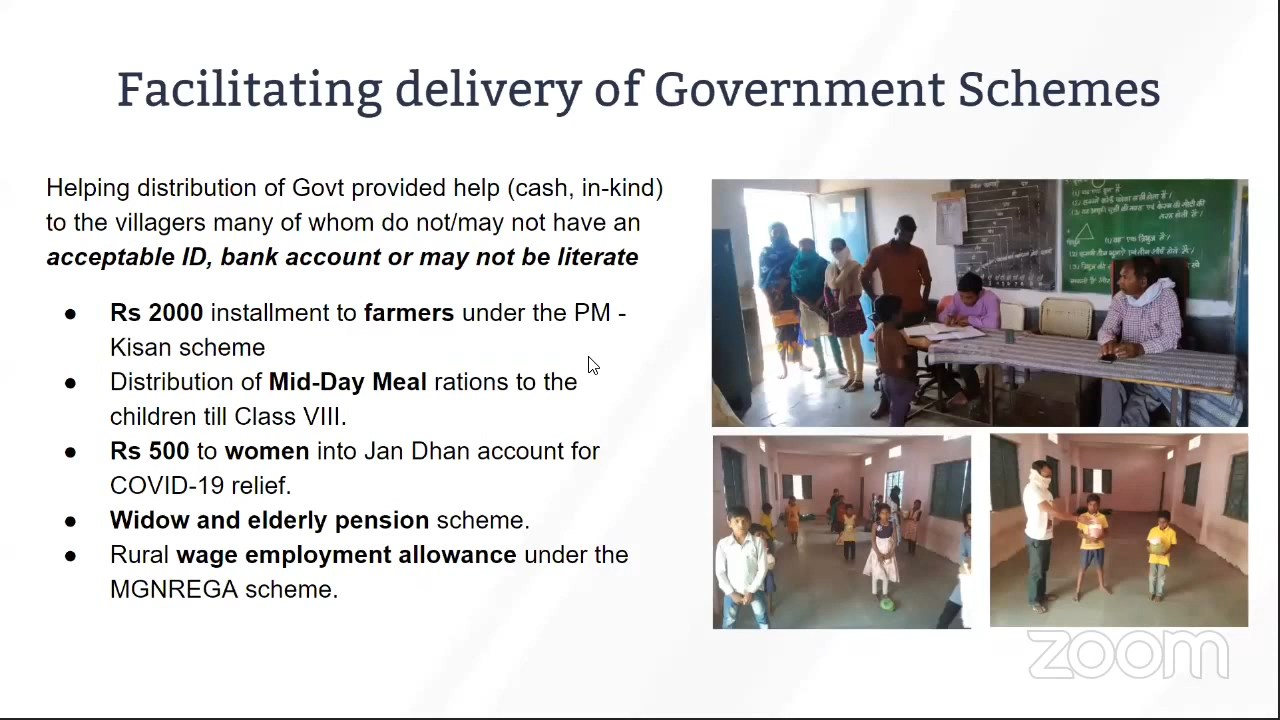 Facilitating delivery of Government Schemes
Helping distribution of Govt provided help (cash, in-kind)
to the villagers many of whom do not/may not have an
acceptable ID, bank account or may not be literate
● Rs 2000 installment to farmers under the PM -
Kisan scheme
● Distribution of Mid-Day Meal rations to the
children till Class VIII.
● Rs 500 to women into Jan Dhan account for
COVID-19 relief.
● Widow and elderly pension scheme.
● Rural wage employment allowance under the
MGNREGA scheme.
zoom